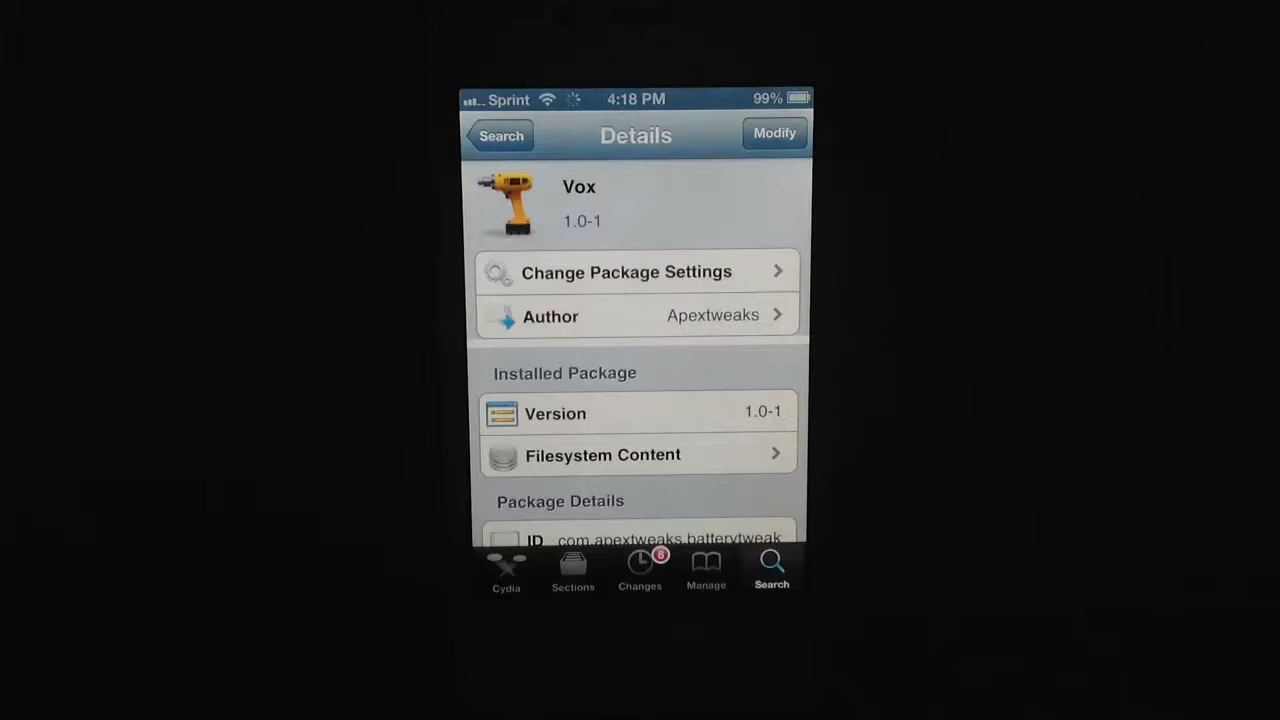 Sprint 4:18 PM 99%
Search Details Modify
Vox
1.0-1
Change Package Settings
Author Apextweaks
Installed Package
Version 1.0-1
Filesystem Content
Package Details
ID com.apextweaks.batterytweak
8
Cydia Sections Changes Manage Search